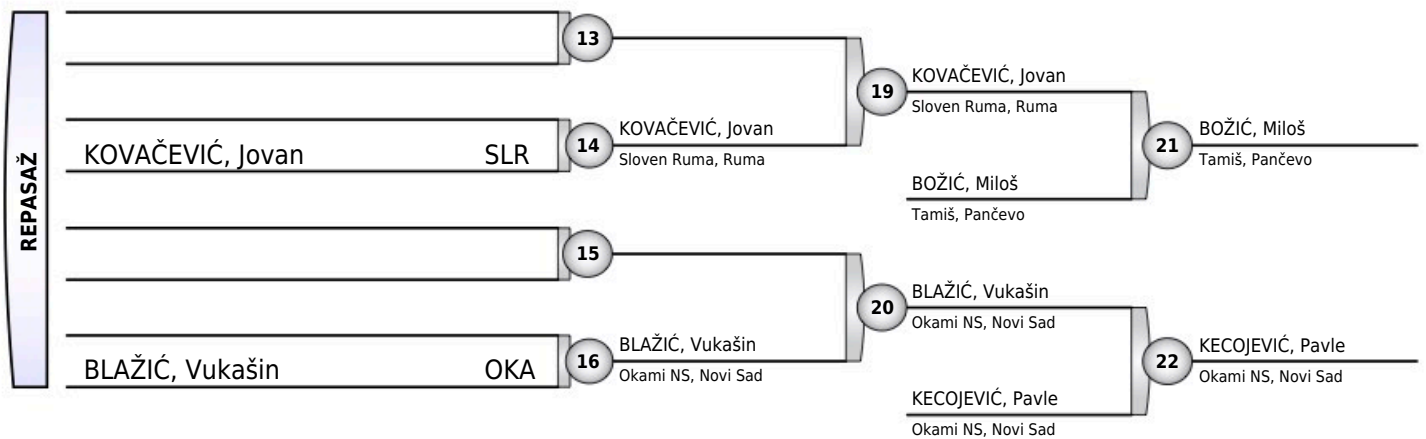 REPASAŽ
13
KOVAČEVIĆ, Jovan SLR
14
KOVAČEVIĆ, Jovan
Sloven Ruma, Ruma
15
BLAŽIĆ, Vukašin OKA
16
BLAŽIĆ, Vukašin
Okami NS, Novi Sad
19
KOVAČEVIĆ, Jovan
Sloven Ruma, Ruma
BOŽIĆ, Miloš
Tamiš, Pančevo
20
BLAŽIĆ, Vukašin
Okami NS, Novi Sad
KECOJEVIĆ, Pavle
Okami NS, Novi Sad
21
BOŽIĆ, Miloš
Tamiš, Pančevo
22
KECOJEVIĆ, Pavle
Okami NS, Novi Sad